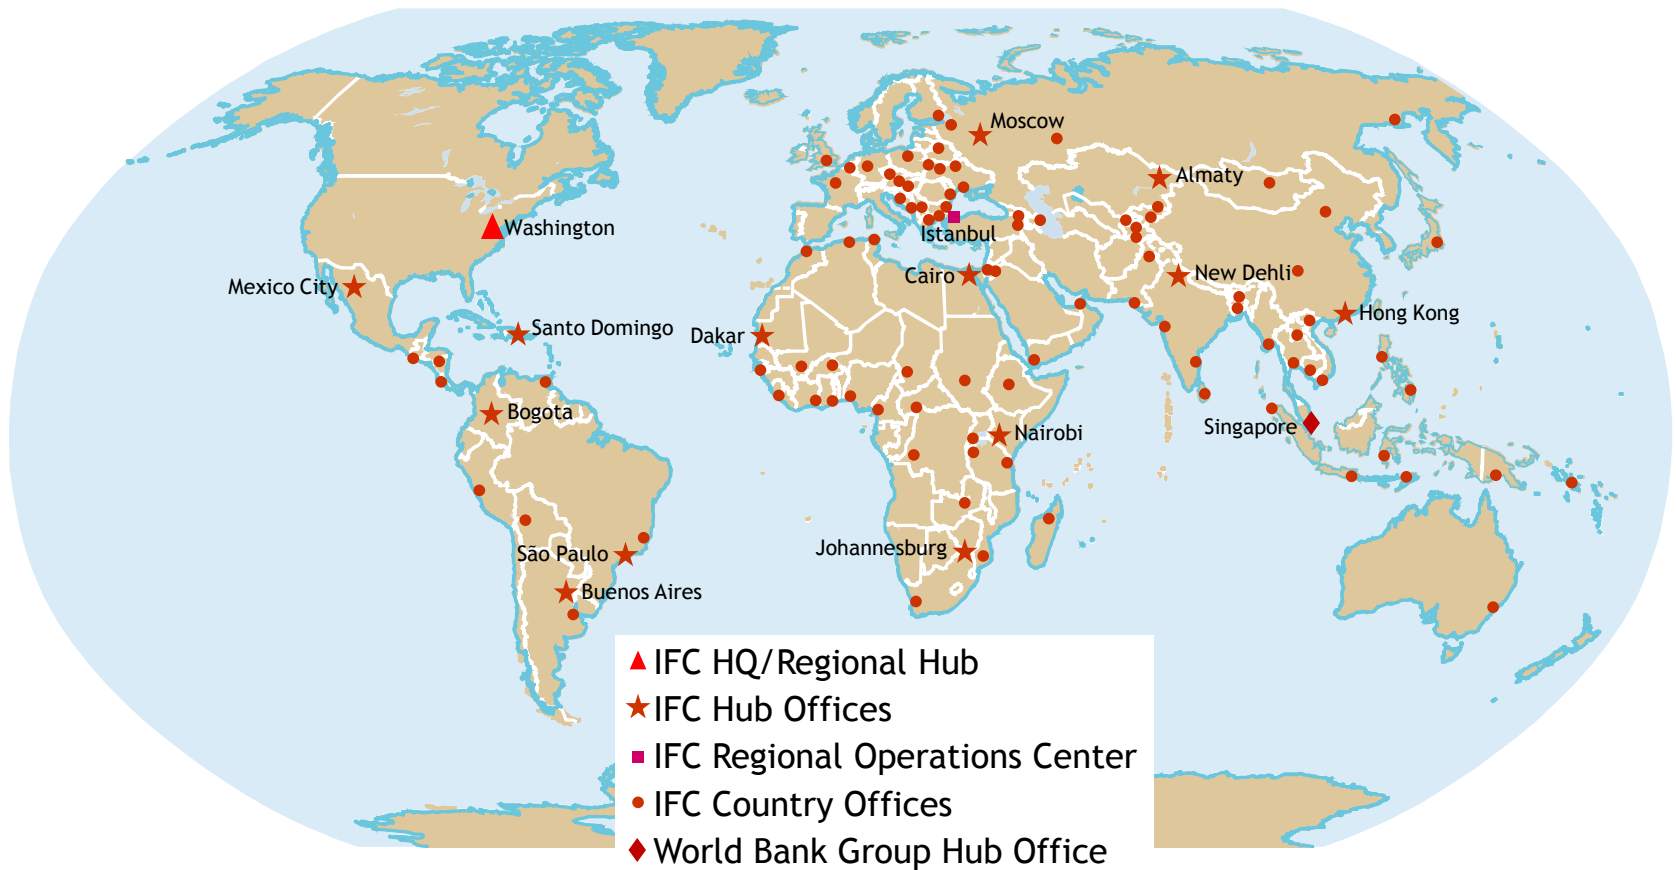 Moscow
Almaty
Washington
Istanbul
Cairo
New Dehli
Mexico City
Hong Kong
Santo Domingo
Dakar
Bogota
Singapore
Nairobi
São Paulo
Johannesburg
Buenos Aires
IFC HQ/Regional Hub
IFC Hub Offices
IFC Regional Operations Center
IFC Country Offices
World Bank Group Hub Office